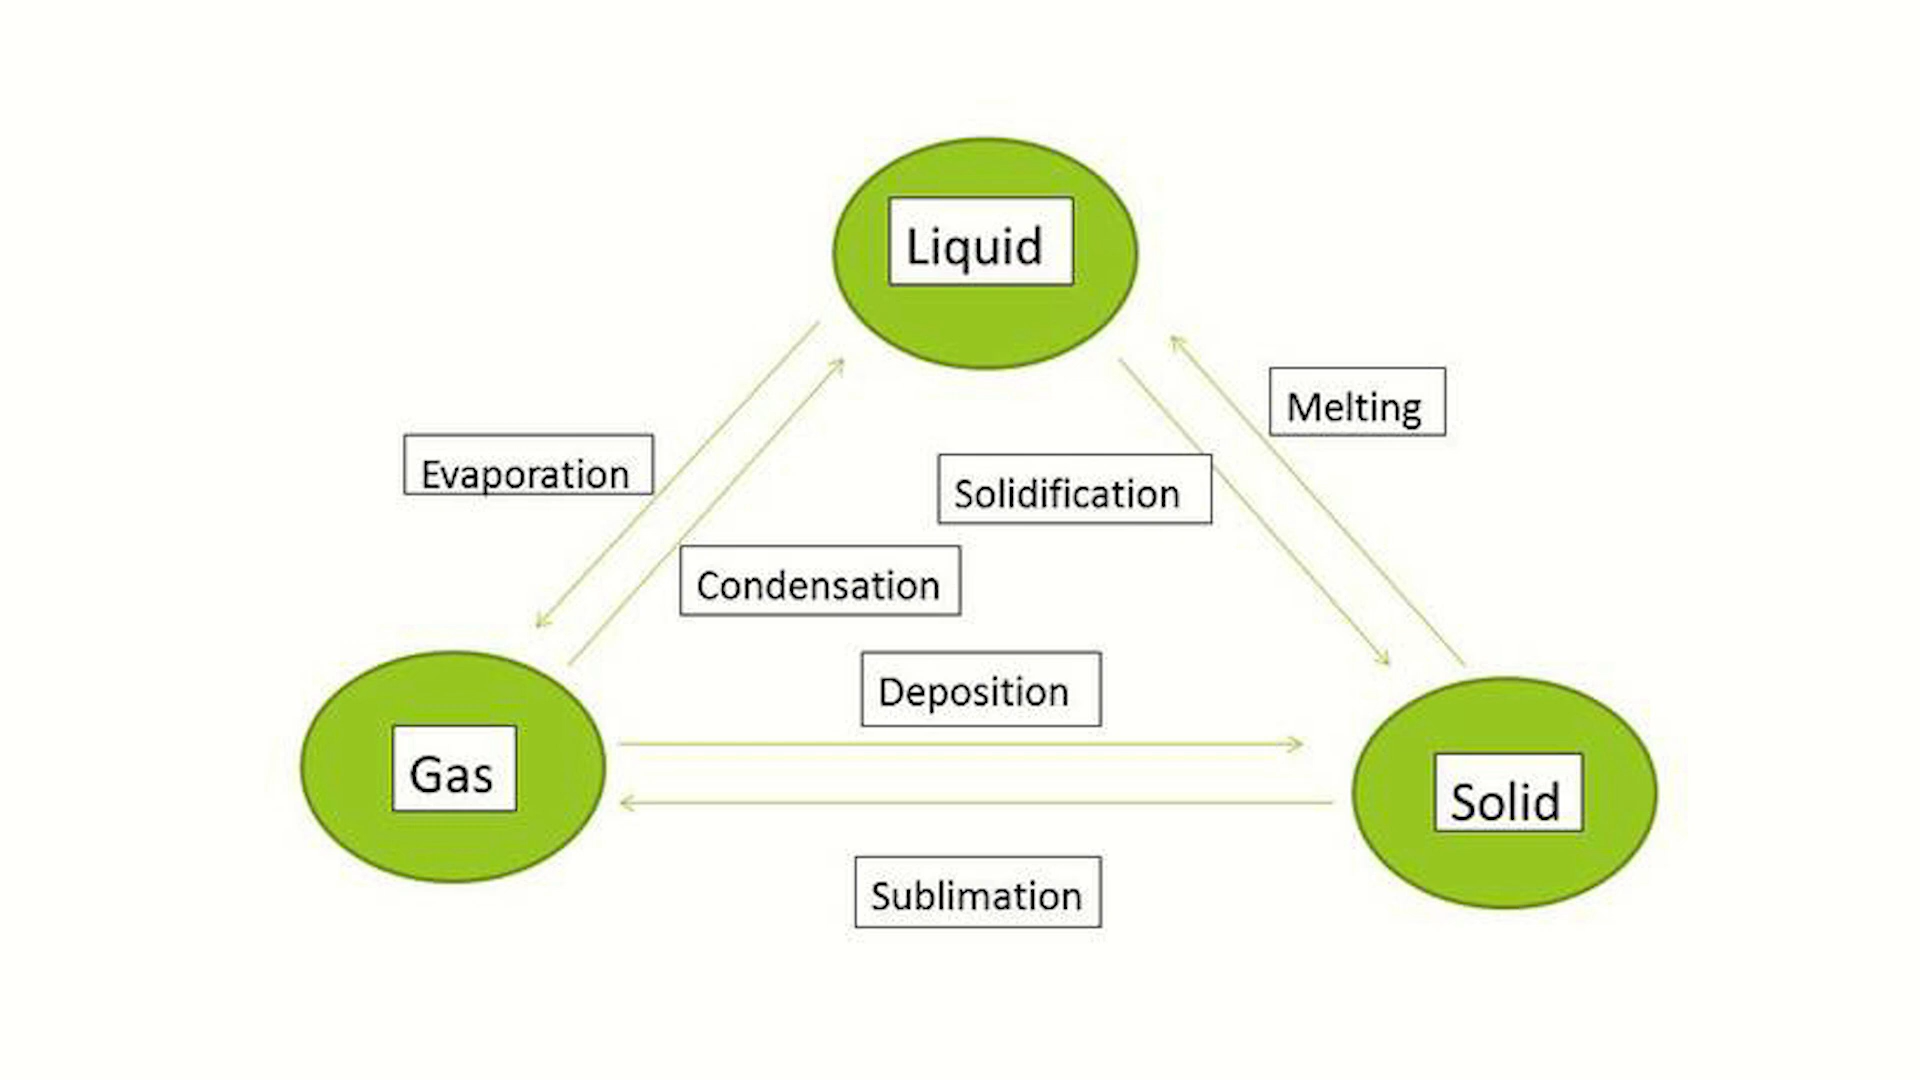 Liquid
Melting
Evaporation
Solidification
Condensation
Deposition
Gas
Solid
Sublimation